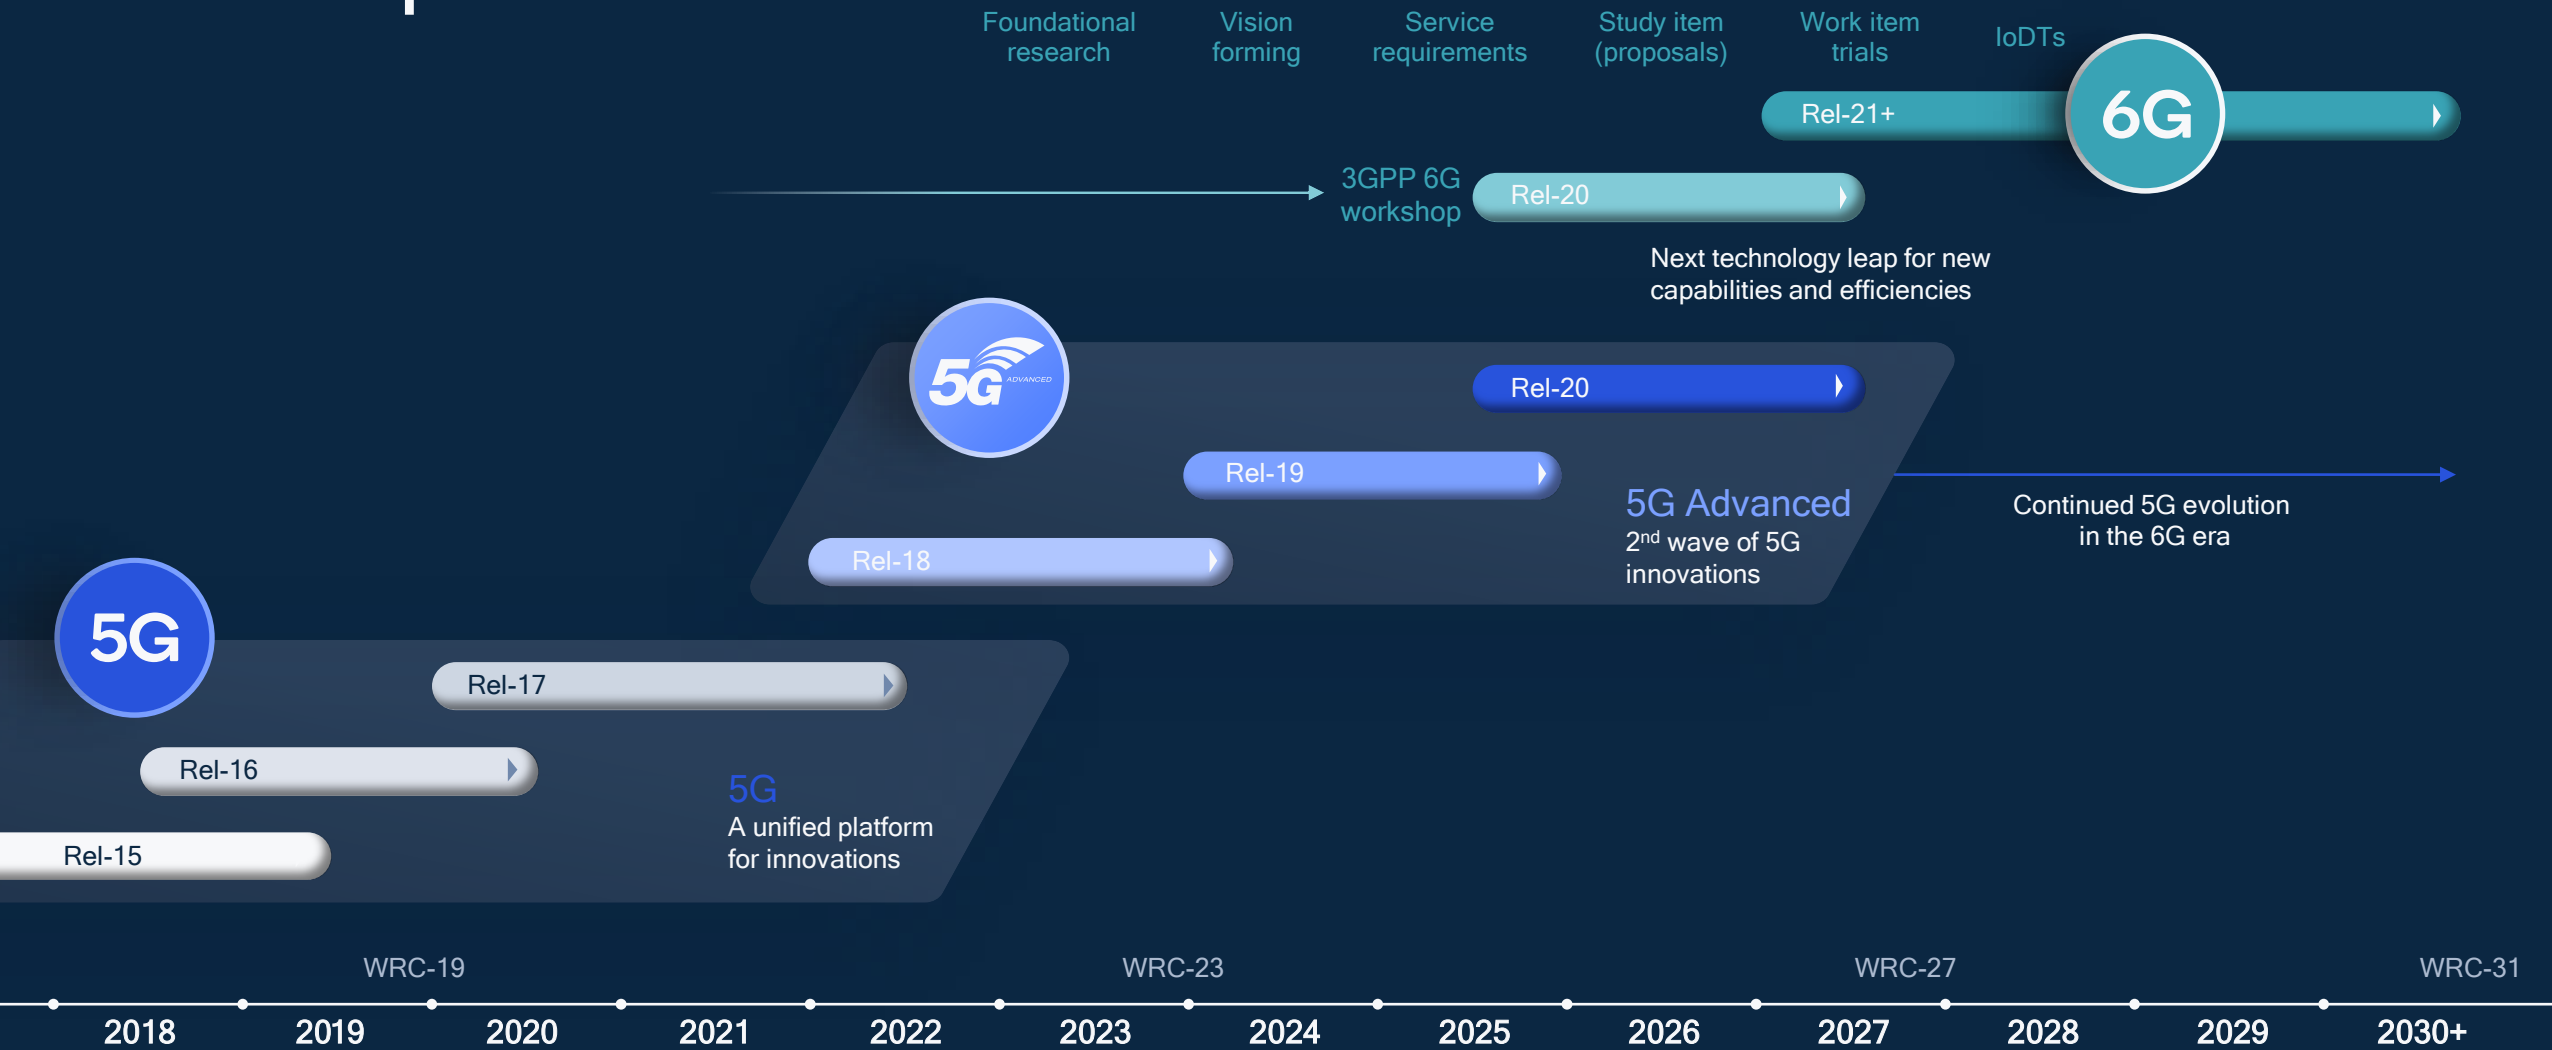 Foundational
research
Vision
forming
Service
requirements
Study item
(proposals)
Work item
trials
IoDTs
6G
Rel-21+
3GPP 6G
workshop
Rel-20
Next technology leap for new
capabilities and efficiencies
5G ADVANCED
Rel-20
Rel-19
Rel-18
5G Advanced
2nd wave of 5G
innovations
Continued 5G evolution
in the 6G era
5G
Rel-17
Rel-16
Rel-15
5G
A unified platform
for innovations
WRC-19
WRC-23
WRC-27
WRC-31
2018 2019 2020 2021 2022 2023 2024 2025 2026 2027 2028 2029 2030+